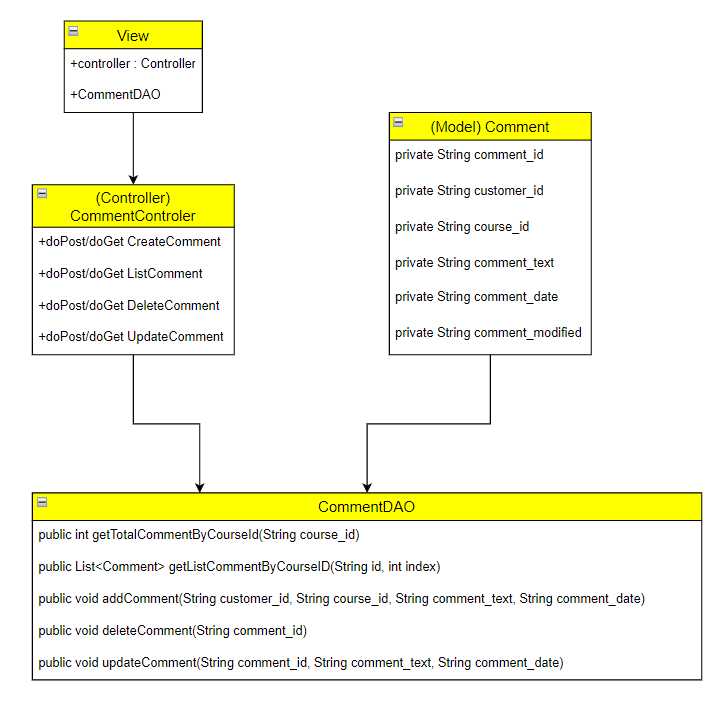 View
+controller : Controller
+CommentDAO
(Controller)
CommentControler
+doPost/doGet CreateComment
+doPost/doGet ListComment
+doPost/doGet DeleteComment
+doPost/doGet UpdateComment
(Model) Comment
private String comment_id
private String customer_id
private String course_id
private String comment_text
private String comment_date
private String comment_modified
CommentDAO
public int getTotalCommentByCourseId(String course_id)
public List<Comment> getListCommentByCourseID(String id, int index)
public void addComment(String customer_id, String course_id, String comment_text, String comment_date)
public void deleteComment(String comment_id)
public void updateComment(String comment_id, String comment_text, String comment_date)